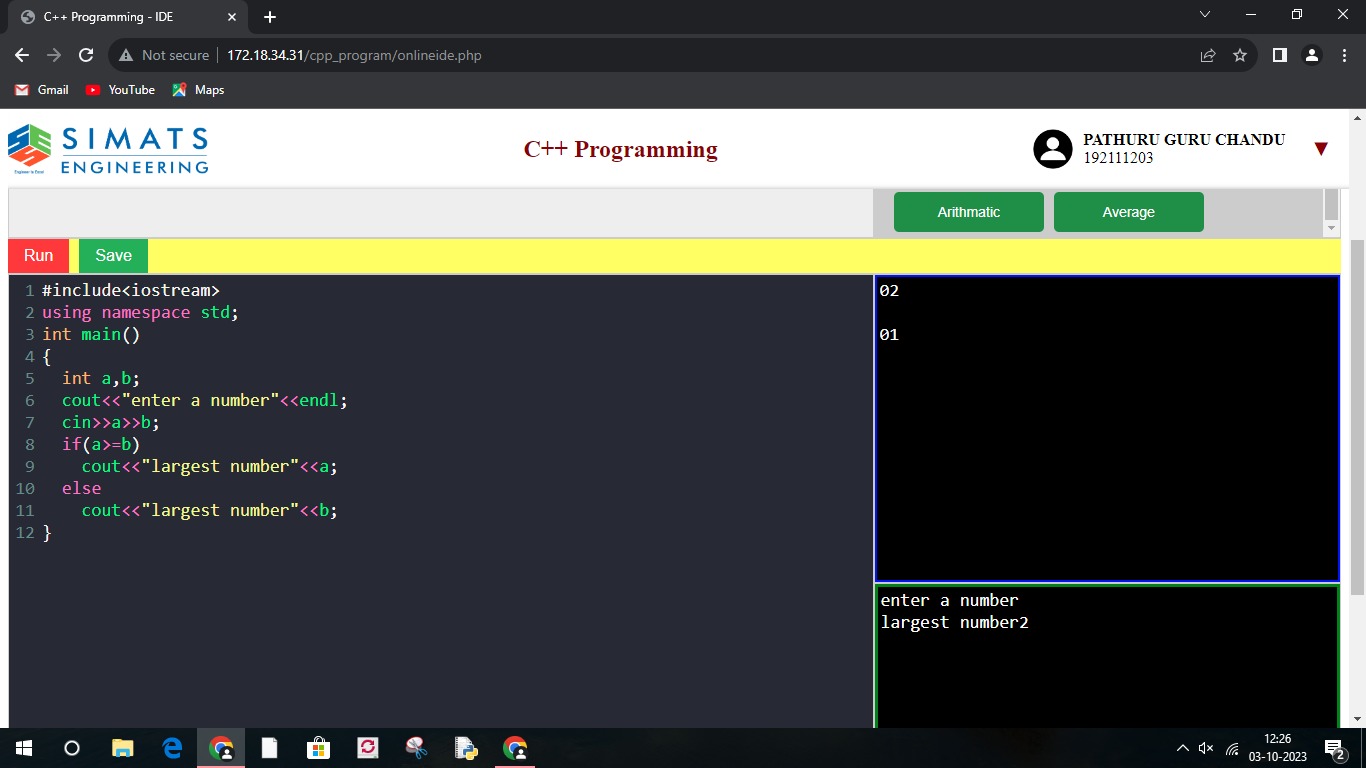 C++ Programming - IDE
Not secure 172.18.34.31/cpp_program/onlineide.php
Gmail YouTube Maps
SIMATS
ENGINEERING
Engineer to Excel
C++ Programming
PATHURU GURU CHANDU
192111203
Arithmatic Average
Run Save
1 #include<iostream>
2 using namespace std;
3 int main()
4 {
5 int a,b;
6 cout<<"enter a number"<<endl;
7 cin>>a>>b;
8 if(a>=b)
9 cout<<"largest number"<<a;
10 else
11 cout<<"largest number"<<b;
12 }
02
01
enter a number
largest number2
12:26
03-10-2023
2